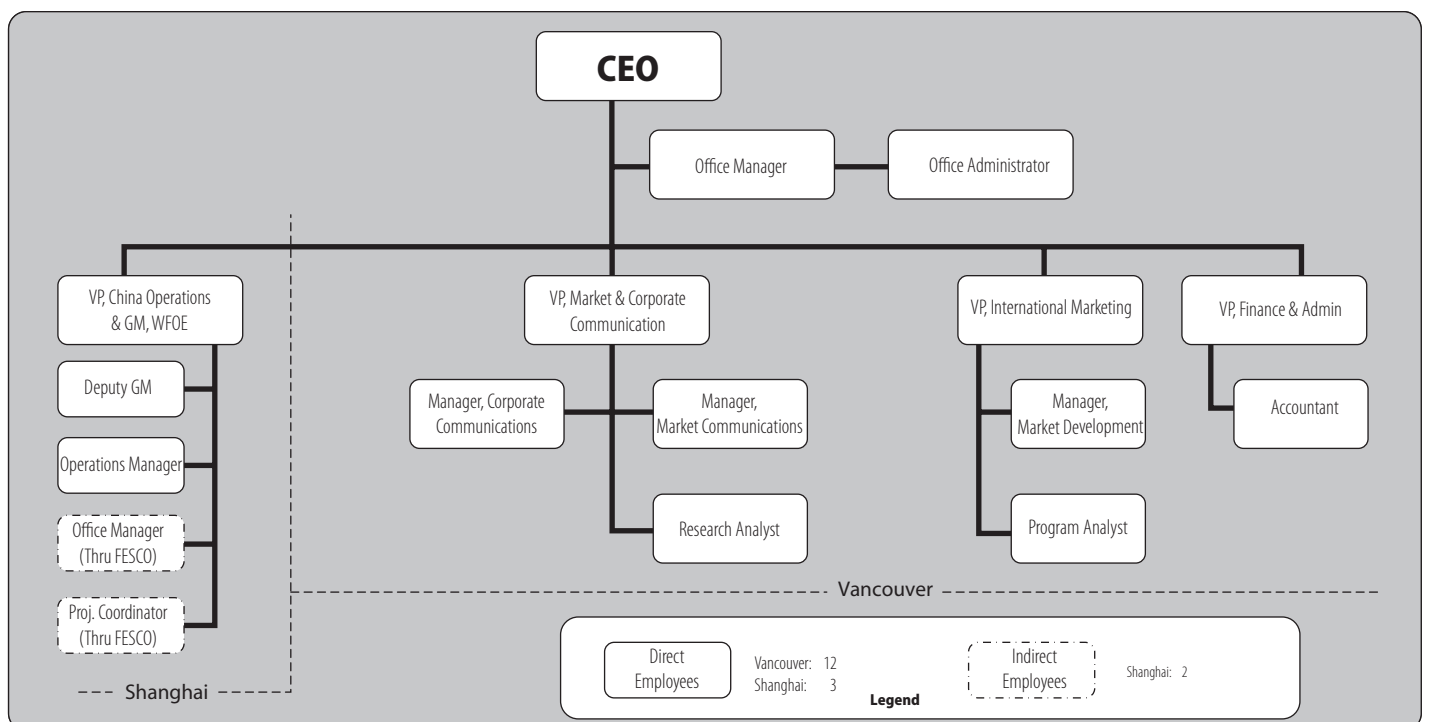 CEO
Office Manager
Office Administrator
VP, China Operations
& GM, WFOE
VP, Market & Corporate
Communication
VP, International Marketing
VP, Finance & Admin
Deputy GM
Operations Manager
Office Manager
(Thru FESCO)
Proj. Coordinator
(Thru FESCO)
Manager, Corporate
Communications
Manager,
Market Communications
Research Analyst
Manager,
Market Development
Program Analyst
Accountant
Vancouver
Shanghai
Direct
Employees
Vancouver: 12
Shanghai: 3
Legend
Indirect
Employees
Shanghai: 2